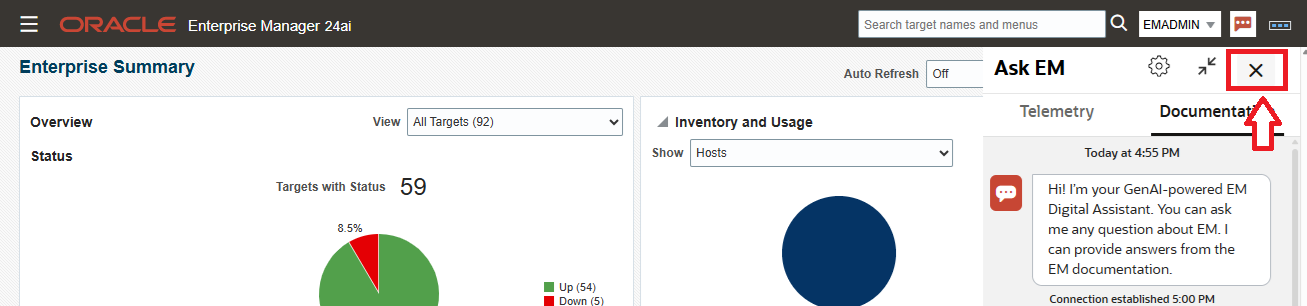 ORACLE Enterprise Manager 24ai
Search target names and menus
EMADMIN
Enterprise Summary
Auto Refresh Off
Overview
View All Targets (92)
Status
Targets with Status 59
8.5%
Up (54)
Down (5)
Inventory and Usage
Show Hosts
Ask EM
Telemetry
Today at 4:55 PM
Hi! I'm your GenAI-powered EM
Digital Assistant. You can ask
me any question about EM. I
can provide answers from the
EM documentation.
Connection established 5:00 PM